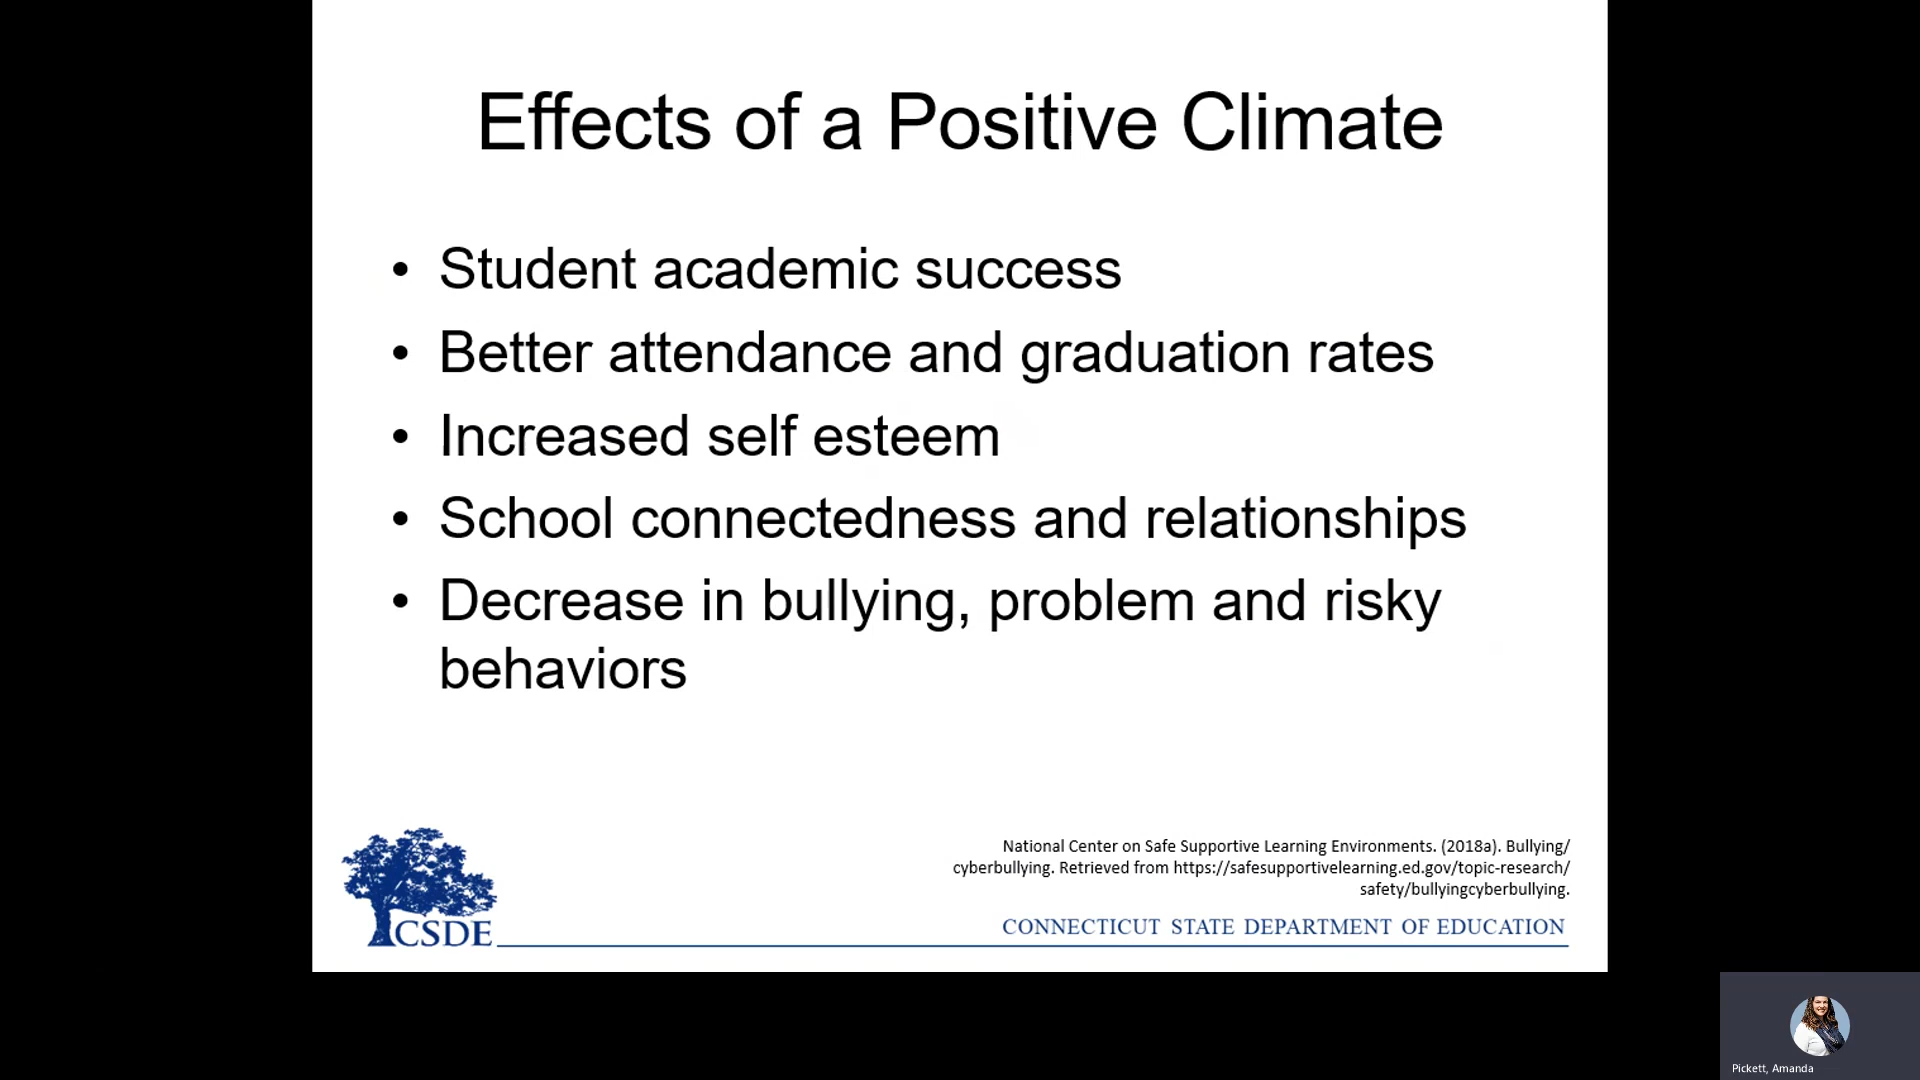 Effects of a Positive Climate
• Student academic success
• Better attendance and graduation rates
• Increased self esteem
• School connectedness and relationships
• Decrease in bullying, problem and risky
behaviors
National Center on Safe Supportive Learning Environments. (2018a). Bullying/
cyberbullying. Retrieved from https://safesupportivelearning.ed.gov/topic-research/
safety/bullyingcyberbullying.
CSDE
CONNECTICUT STATE DEPARTMENT OF EDUCATION
Pickett, Amanda